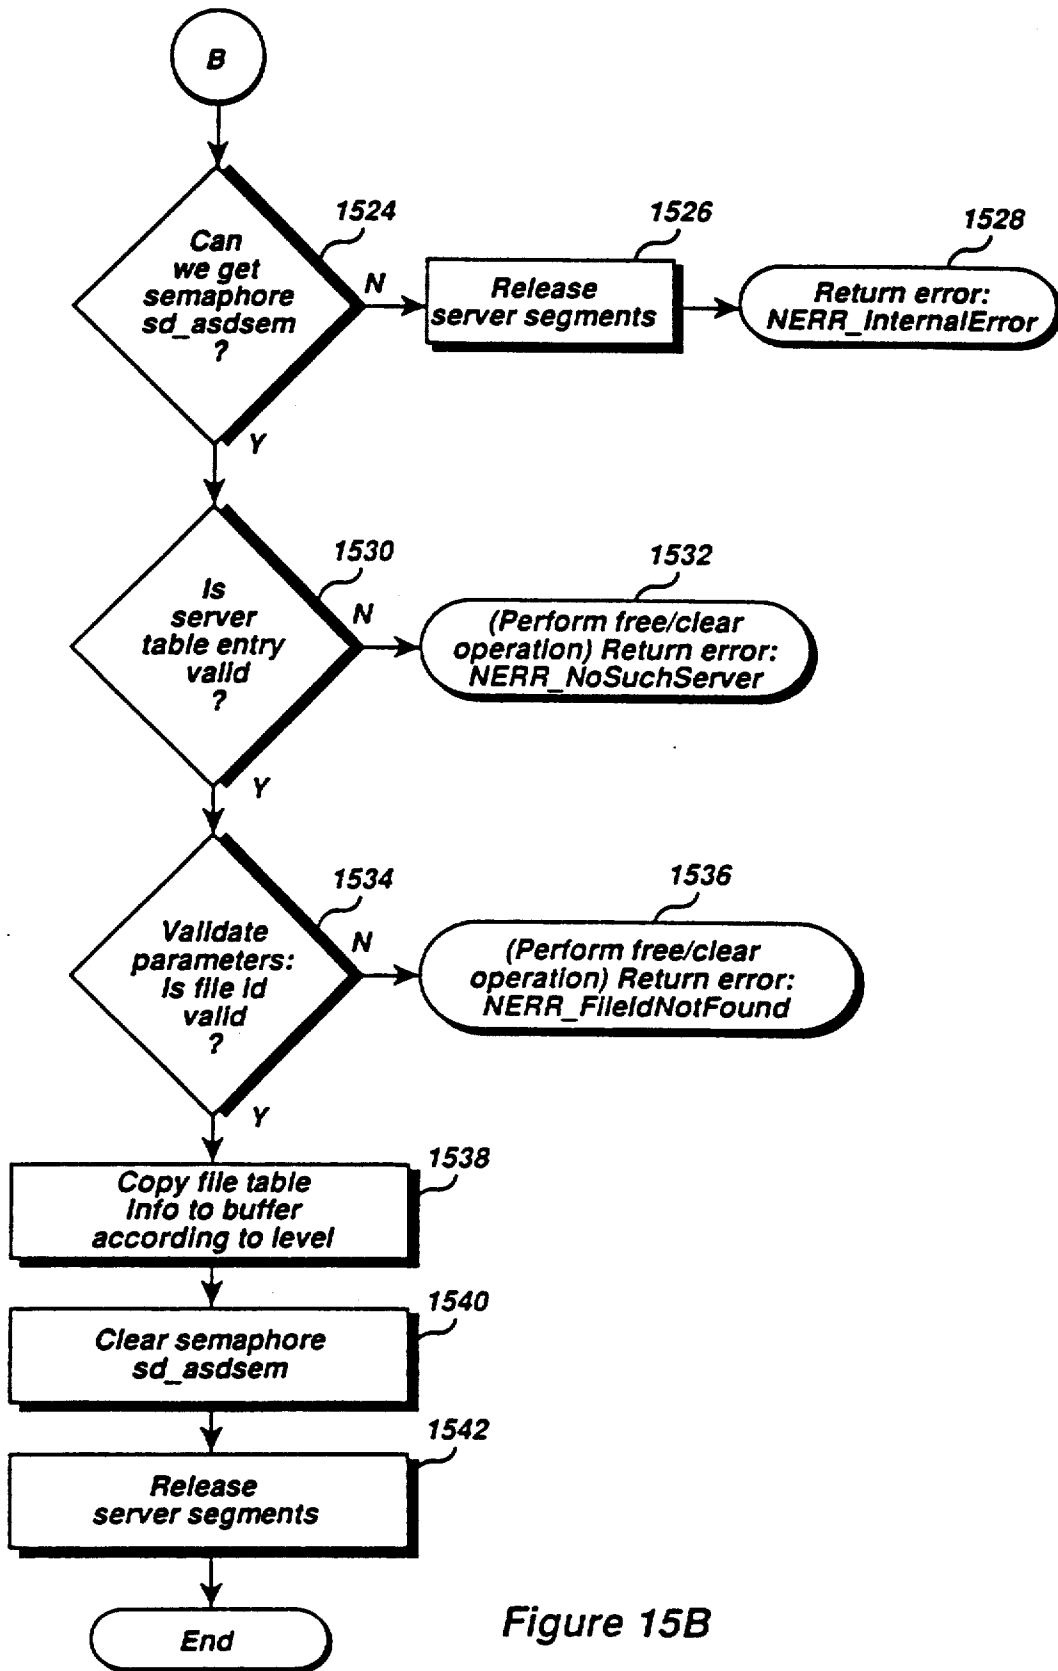 B
1524
Can
we get
semaphore
sd_asdsem
?
N
Y
1526
Release
server segments
1528
Return error:
NERR_InternalError
1530
Is
server
table entry
valid
?
N
Y
1532
(Perform free/clear
operation) Return error:
NERR_NoSuchServer
1534
Validate
parameters:
Is file id
valid
?
N
Y
1536
(Perform free/clear
operation) Return error:
NERR_FileIdNotFound
1538
Copy file table
Info to buffer
according to level
1540
Clear semaphore
sd_asdsem
1542
Release
server segments
End
Figure 15B